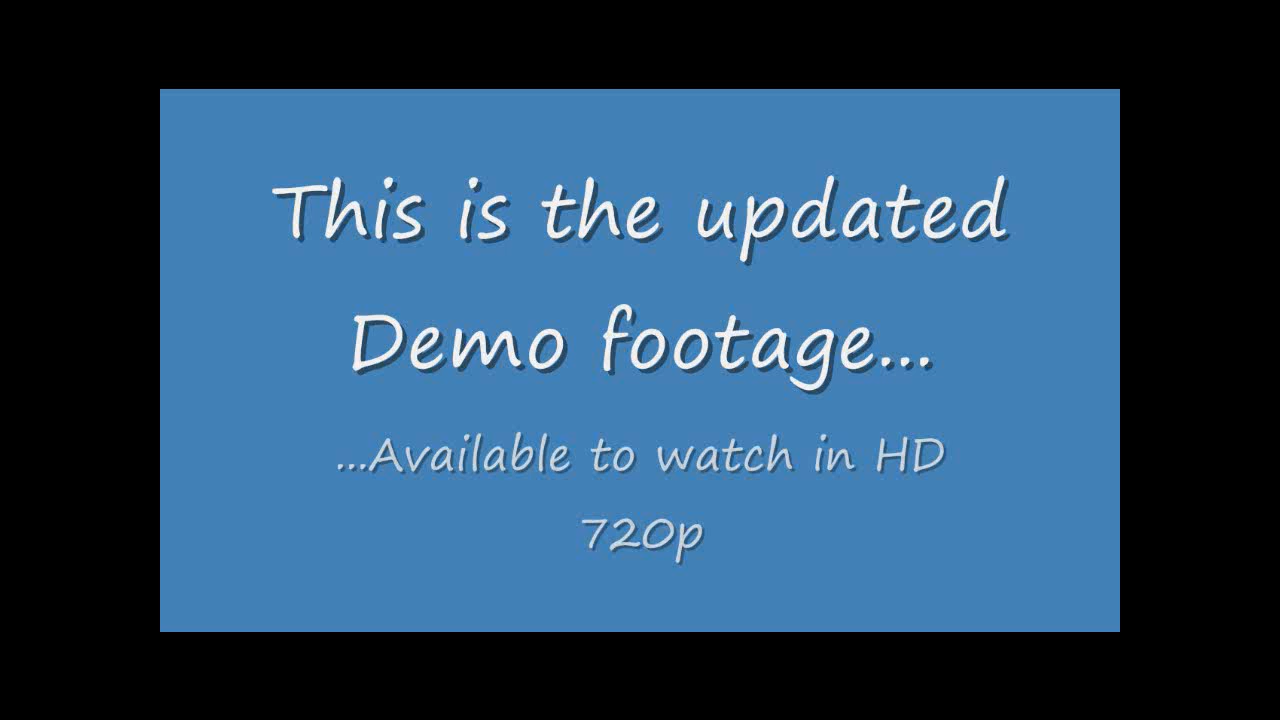 This is the updated
Demo footage...
...Available to watch in HD
720p